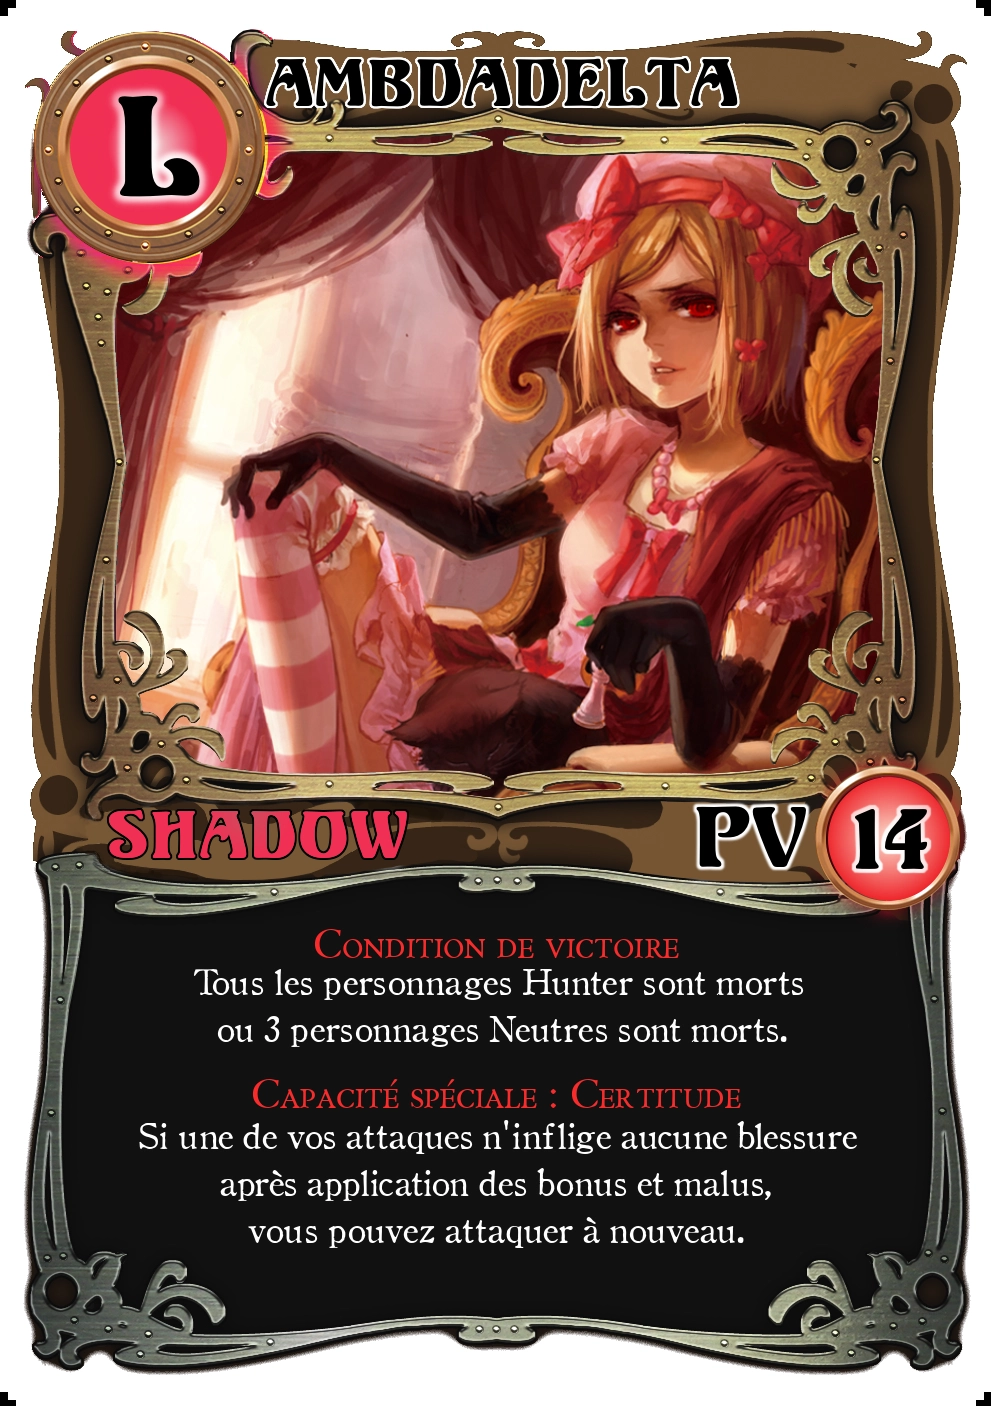 LAMBDADELTA
SHADOW
PV 14
Condition de victoire
Tous les personnages Hunter sont morts
ou 3 personnages Neutres sont morts.
Capacité spéciale : Certitude
Si une de vos attaques n'inflige aucune blessure
après application des bonus et malus,
vous pouvez attaquer à nouveau.